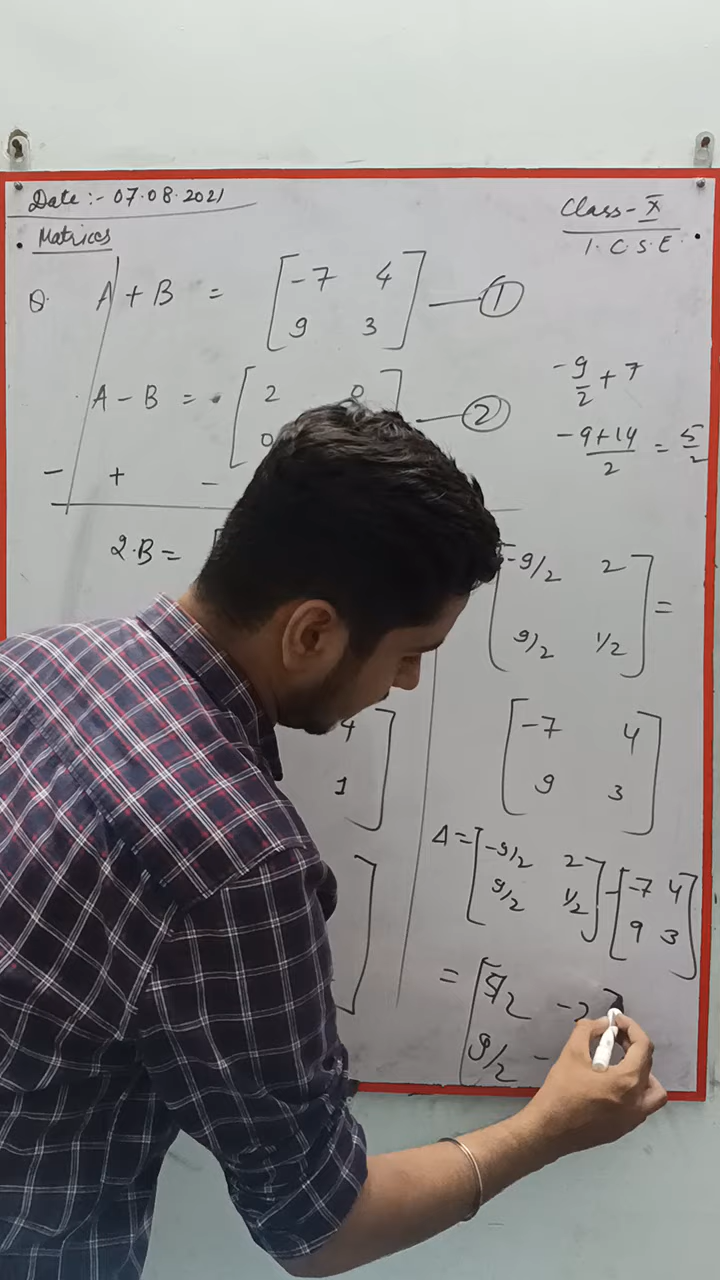 Date :- 07.08.2021
Class - X
I.C.S.E.
• Matrices
Q. A + B = [ -7 4 ] — 1
9 3
A - B = [ 2 0 ] — 2
0
- + -
-9/2 + 7
-9+14/2 = 5/2
2.B = [
-9/2 2
9/2 1/2 ] =
4 ]
1
[ -7 4 ]
9 3
A = [ -9/2 2 ] - [ -7 4 ]
9/2 1/2 9 3
= [ 5/2 -2 ]
9/2 -